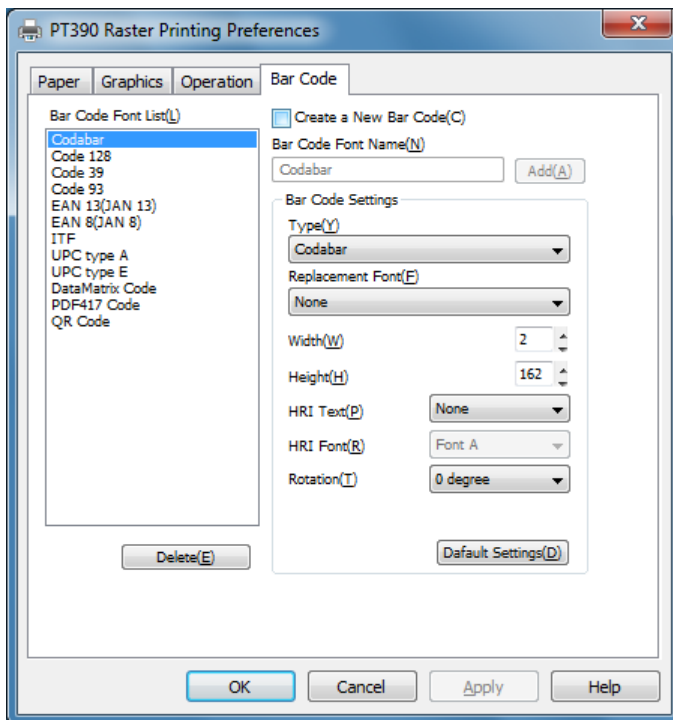 PT390 Raster Printing Preferences
Paper Graphics Operation Bar Code
Bar Code Font List(L)
Codabar
Code 128
Code 39
Code 93
EAN 13(JAN 13)
EAN 8(JAN 8)
ITF
UPC type A
UPC type E
DataMatrix Code
PDF417 Code
QR Code
Delete(E)
Create a New Bar Code(C)
Bar Code Font Name(N)
Codabar Add(A)
Bar Code Settings
Type(Y)
Codabar
Replacement Font(F)
None
Width(W) 2
Height(H) 162
HRI Text(P) None
HRI Font(R) Font A
Rotation(T) 0 degree
Dafault Settings(D)
OK Cancel Apply Help